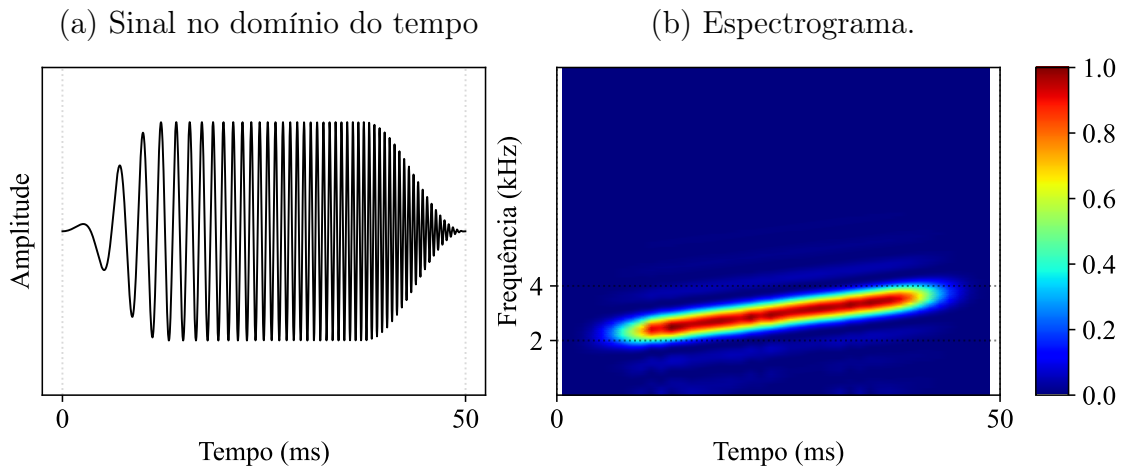 (a) Sinal no domínio do tempo
Amplitude
0
50
Tempo (ms)
(b) Espectrograma.
Frequência (kHz)
4
2
0
50
Tempo (ms)
1.0
0.8
0.6
0.4
0.2
0.0